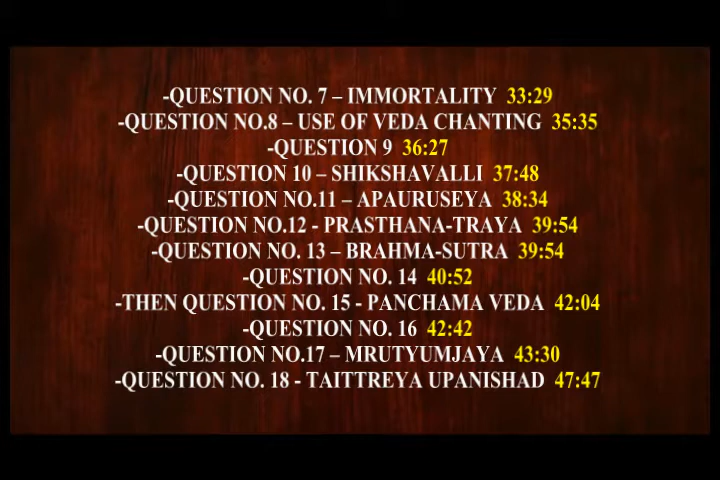 -QUESTION NO. 7 – IMMORTALITY 33:29
-QUESTION NO.8 – USE OF VEDA CHANTING 35:35
-QUESTION 9 36:27
-QUESTION 10 – SHIKSHAVALLI 37:48
-QUESTION NO.11 – APAURUSEYA 38:34
-QUESTION NO.12 - PRASTHANA-TRAYA 39:54
-QUESTION NO. 13 – BRAHMA-SUTRA 39:54
-QUESTION NO. 14 40:52
-THEN QUESTION NO. 15 - PANCHAMA VEDA 42:04
-QUESTION NO. 16 42:42
-QUESTION NO.17 – MRUTYUMJAYA 43:30
-QUESTION NO. 18 - TAITTREYA UPANISHAD 47:47